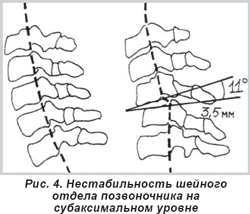 11°
3,5 мм
Рис. 4. Нестабильность шейного
отдела позвоночника на
субаксимальном уровне